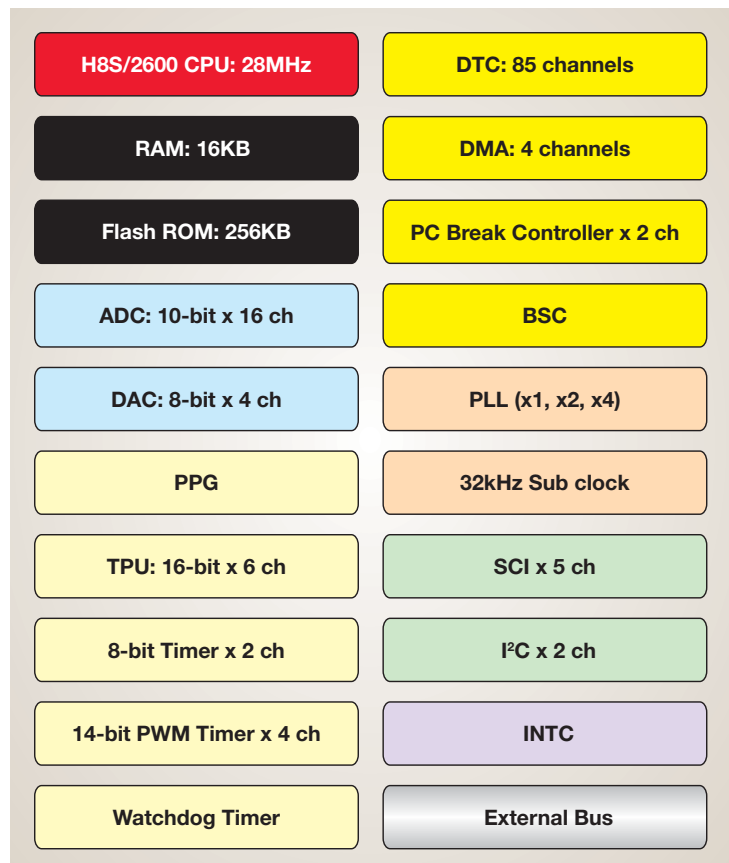 H8S/2600 CPU: 28MHz
DTC: 85 channels
RAM: 16KB
DMA: 4 channels
Flash ROM: 256KB
PC Break Controller x 2 ch
ADC: 10-bit x 16 ch
BSC
DAC: 8-bit x 4 ch
PLL (x1, x2, x4)
PPG
32kHz Sub clock
TPU: 16-bit x 6 ch
SCI x 5 ch
8-bit Timer x 2 ch
I²C x 2 ch
14-bit PWM Timer x 4 ch
INTC
Watchdog Timer
External Bus